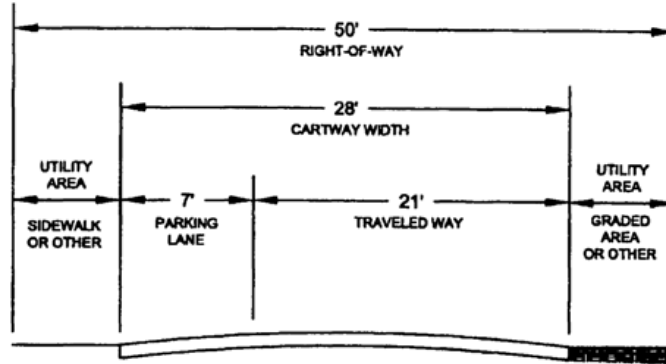 50'
RIGHT-OF-WAY
28'
CARTWAY WIDTH
UTILITY
AREA
SIDEWALK
OR OTHER
7'
PARKING
LANE
21'
TRAVELED WAY
UTILITY
AREA
GRADED
AREA
OR OTHER